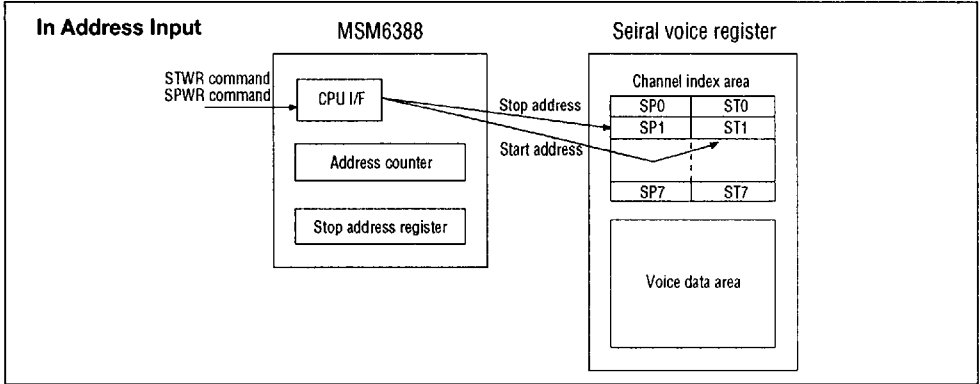 In Address Input
MSM6388
Seiral voice register
STWR command
SPWR command
CPU I/F
Address counter
Stop address register
Stop address
Start address
Channel index area
SP0 ST0
SP1 ST1
SP7 ST7
Voice data area